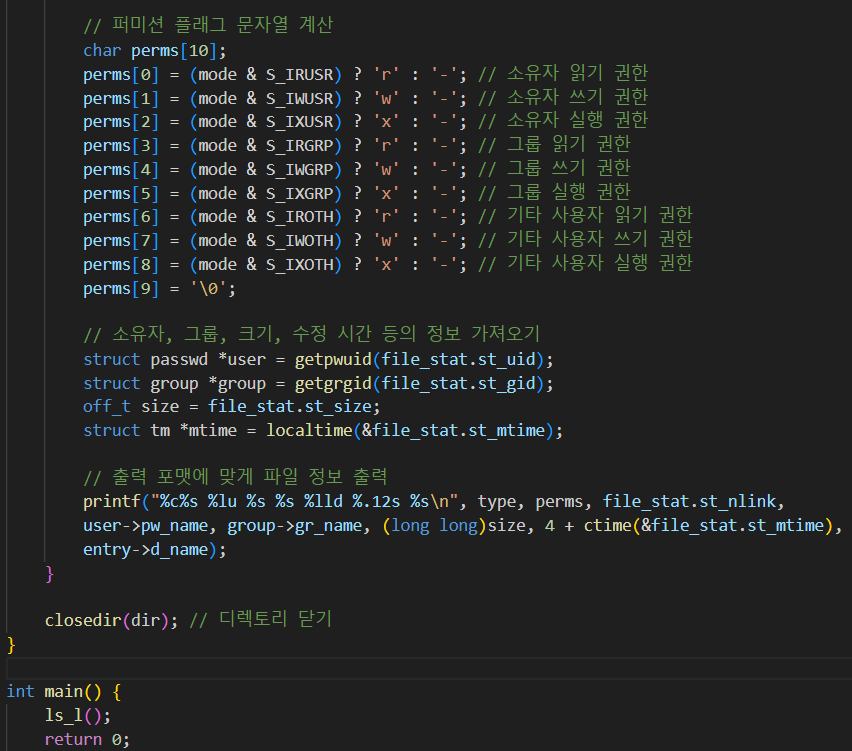 // 퍼미션 플래그 문자열 계산
char perms[10];
perms[0] = (mode & S_IRUSR) ? 'r' : '-'; // 소유자 읽기 권한
perms[1] = (mode & S_IWUSR) ? 'w' : '-'; // 소유자 쓰기 권한
perms[2] = (mode & S_IXUSR) ? 'x' : '-'; // 소유자 실행 권한
perms[3] = (mode & S_IRGRP) ? 'r' : '-'; // 그룹 읽기 권한
perms[4] = (mode & S_IWGRP) ? 'w' : '-'; // 그룹 쓰기 권한
perms[5] = (mode & S_IXGRP) ? 'x' : '-'; // 그룹 실행 권한
perms[6] = (mode & S_IROTH) ? 'r' : '-'; // 기타 사용자 읽기 권한
perms[7] = (mode & S_IWOTH) ? 'w' : '-'; // 기타 사용자 쓰기 권한
perms[8] = (mode & S_IXOTH) ? 'x' : '-'; // 기타 사용자 실행 권한
perms[9] = '\0';
// 소유자, 그룹, 크기, 수정 시간 등의 정보 가져오기
struct passwd *user = getpwuid(file_stat.st_uid);
struct group *group = getgrgid(file_stat.st_gid);
off_t size = file_stat.st_size;
struct tm *mtime = localtime(&file_stat.st_mtime);
// 출력 포맷에 맞게 파일 정보 출력
printf("%c%s %lu %s %s %lld %.12s %s\n", type, perms, file_stat.st_nlink,
user->pw_name, group->gr_name, (long long)size, 4 + ctime(&file_stat.st_mtime),
entry->d_name);
}
closedir(dir); // 디렉토리 닫기
}
int main() {
ls_l();
return 0;